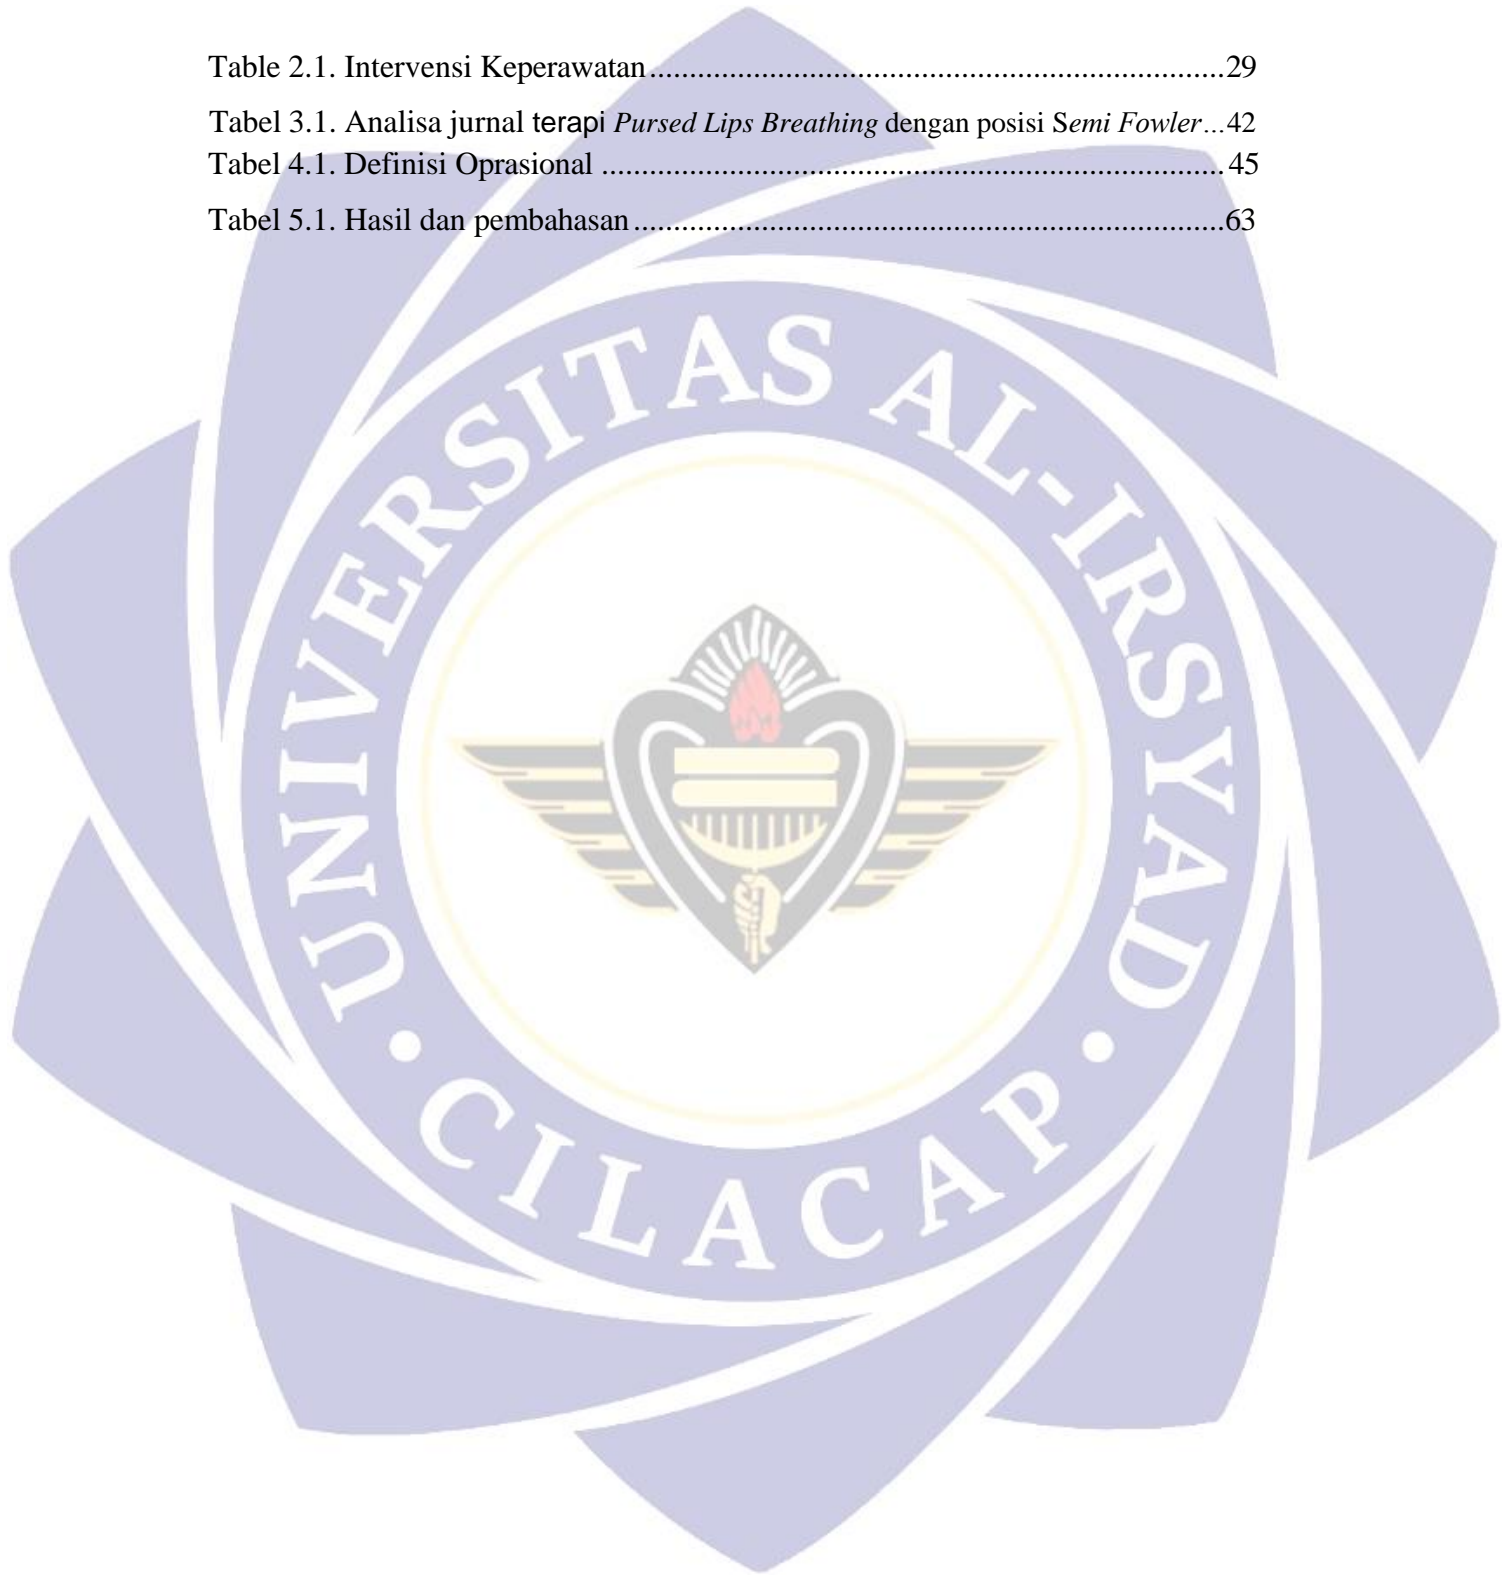 Table 2.1. Intervensi Keperawatan........................................................................29
Tabel 3.1. Analisa jurnal terapi Pursed Lips Breathing dengan posisi Semi Fowler...42
Tabel 4.1. Definisi Oprasional ..............................................................................45
Tabel 5.1. Hasil dan pembahasan..........................................................................63
UNIVERSITAS AL-IRSYAD
• CILACAP •